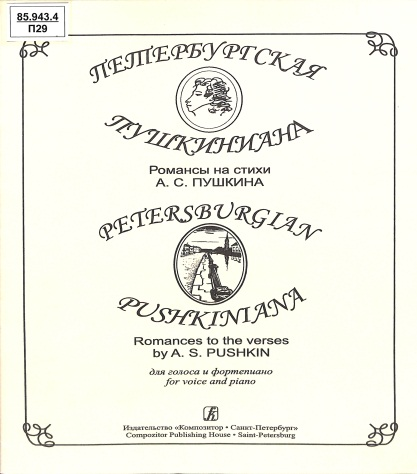 85.943.4
П29
ПЕТЕРБУРГСКАЯ
ПУШКИНИАНА
Романсы на стихи
А. С. ПУШКИНА
PETERSBURGIAN
PUSHKINIANA
Romances to the verses
by A. S. PUSHKIN
для голоса и фортепиано
for voice and piano
Издательство «Композитор • Санкт-Петербург»
Compozitor Publishing House • Saint-Petersburg